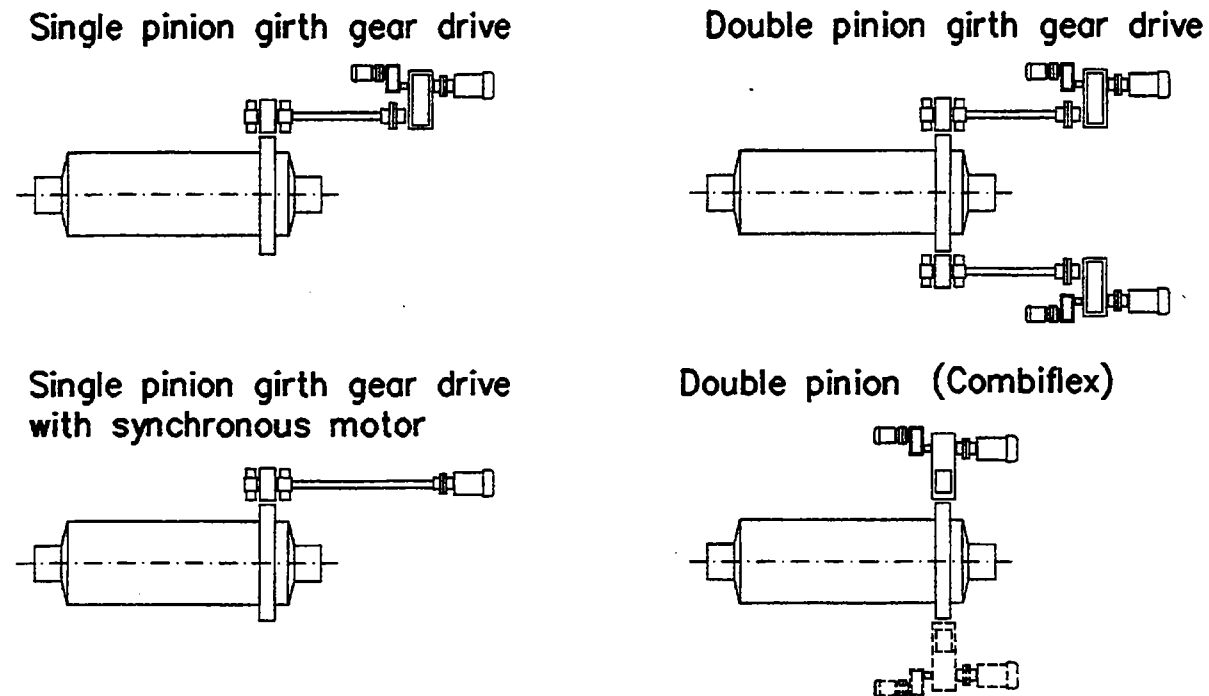 Single pinion girth gear drive
Double pinion girth gear drive
Single pinion girth gear drive
with synchronous motor
Double pinion (Combiflex)